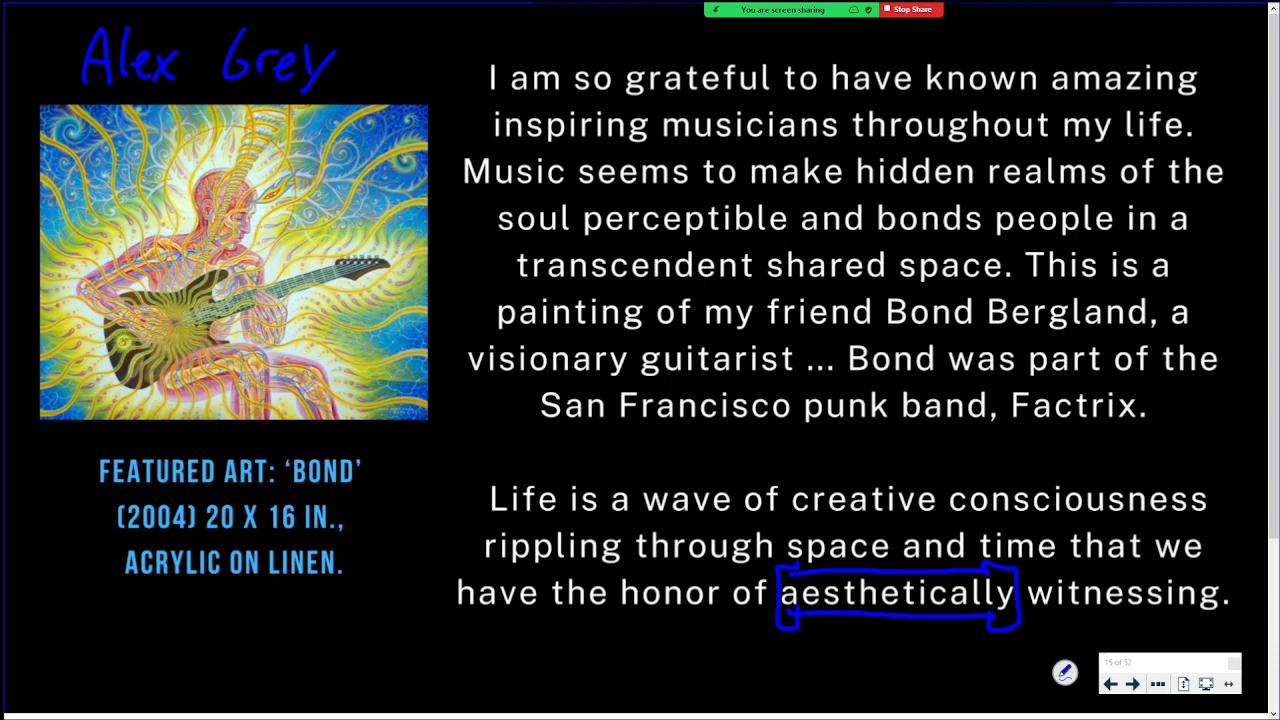 You are screen sharing
Stop Share
Alex Grey
I am so grateful to have known amazing
inspiring musicians throughout my life.
Music seems to make hidden realms of the
soul perceptible and bonds people in a
transcendent shared space. This is a
painting of my friend Bond Bergland, a
visionary guitarist ... Bond was part of the
San Francisco punk band, Factrix.
Life is a wave of creative consciousness
rippling through space and time that we
have the honor of aesthetically witnessing.
FEATURED ART: ‘BOND’
(2004) 20 X 16 IN.,
ACRYLIC ON LINEN.
15 of 52